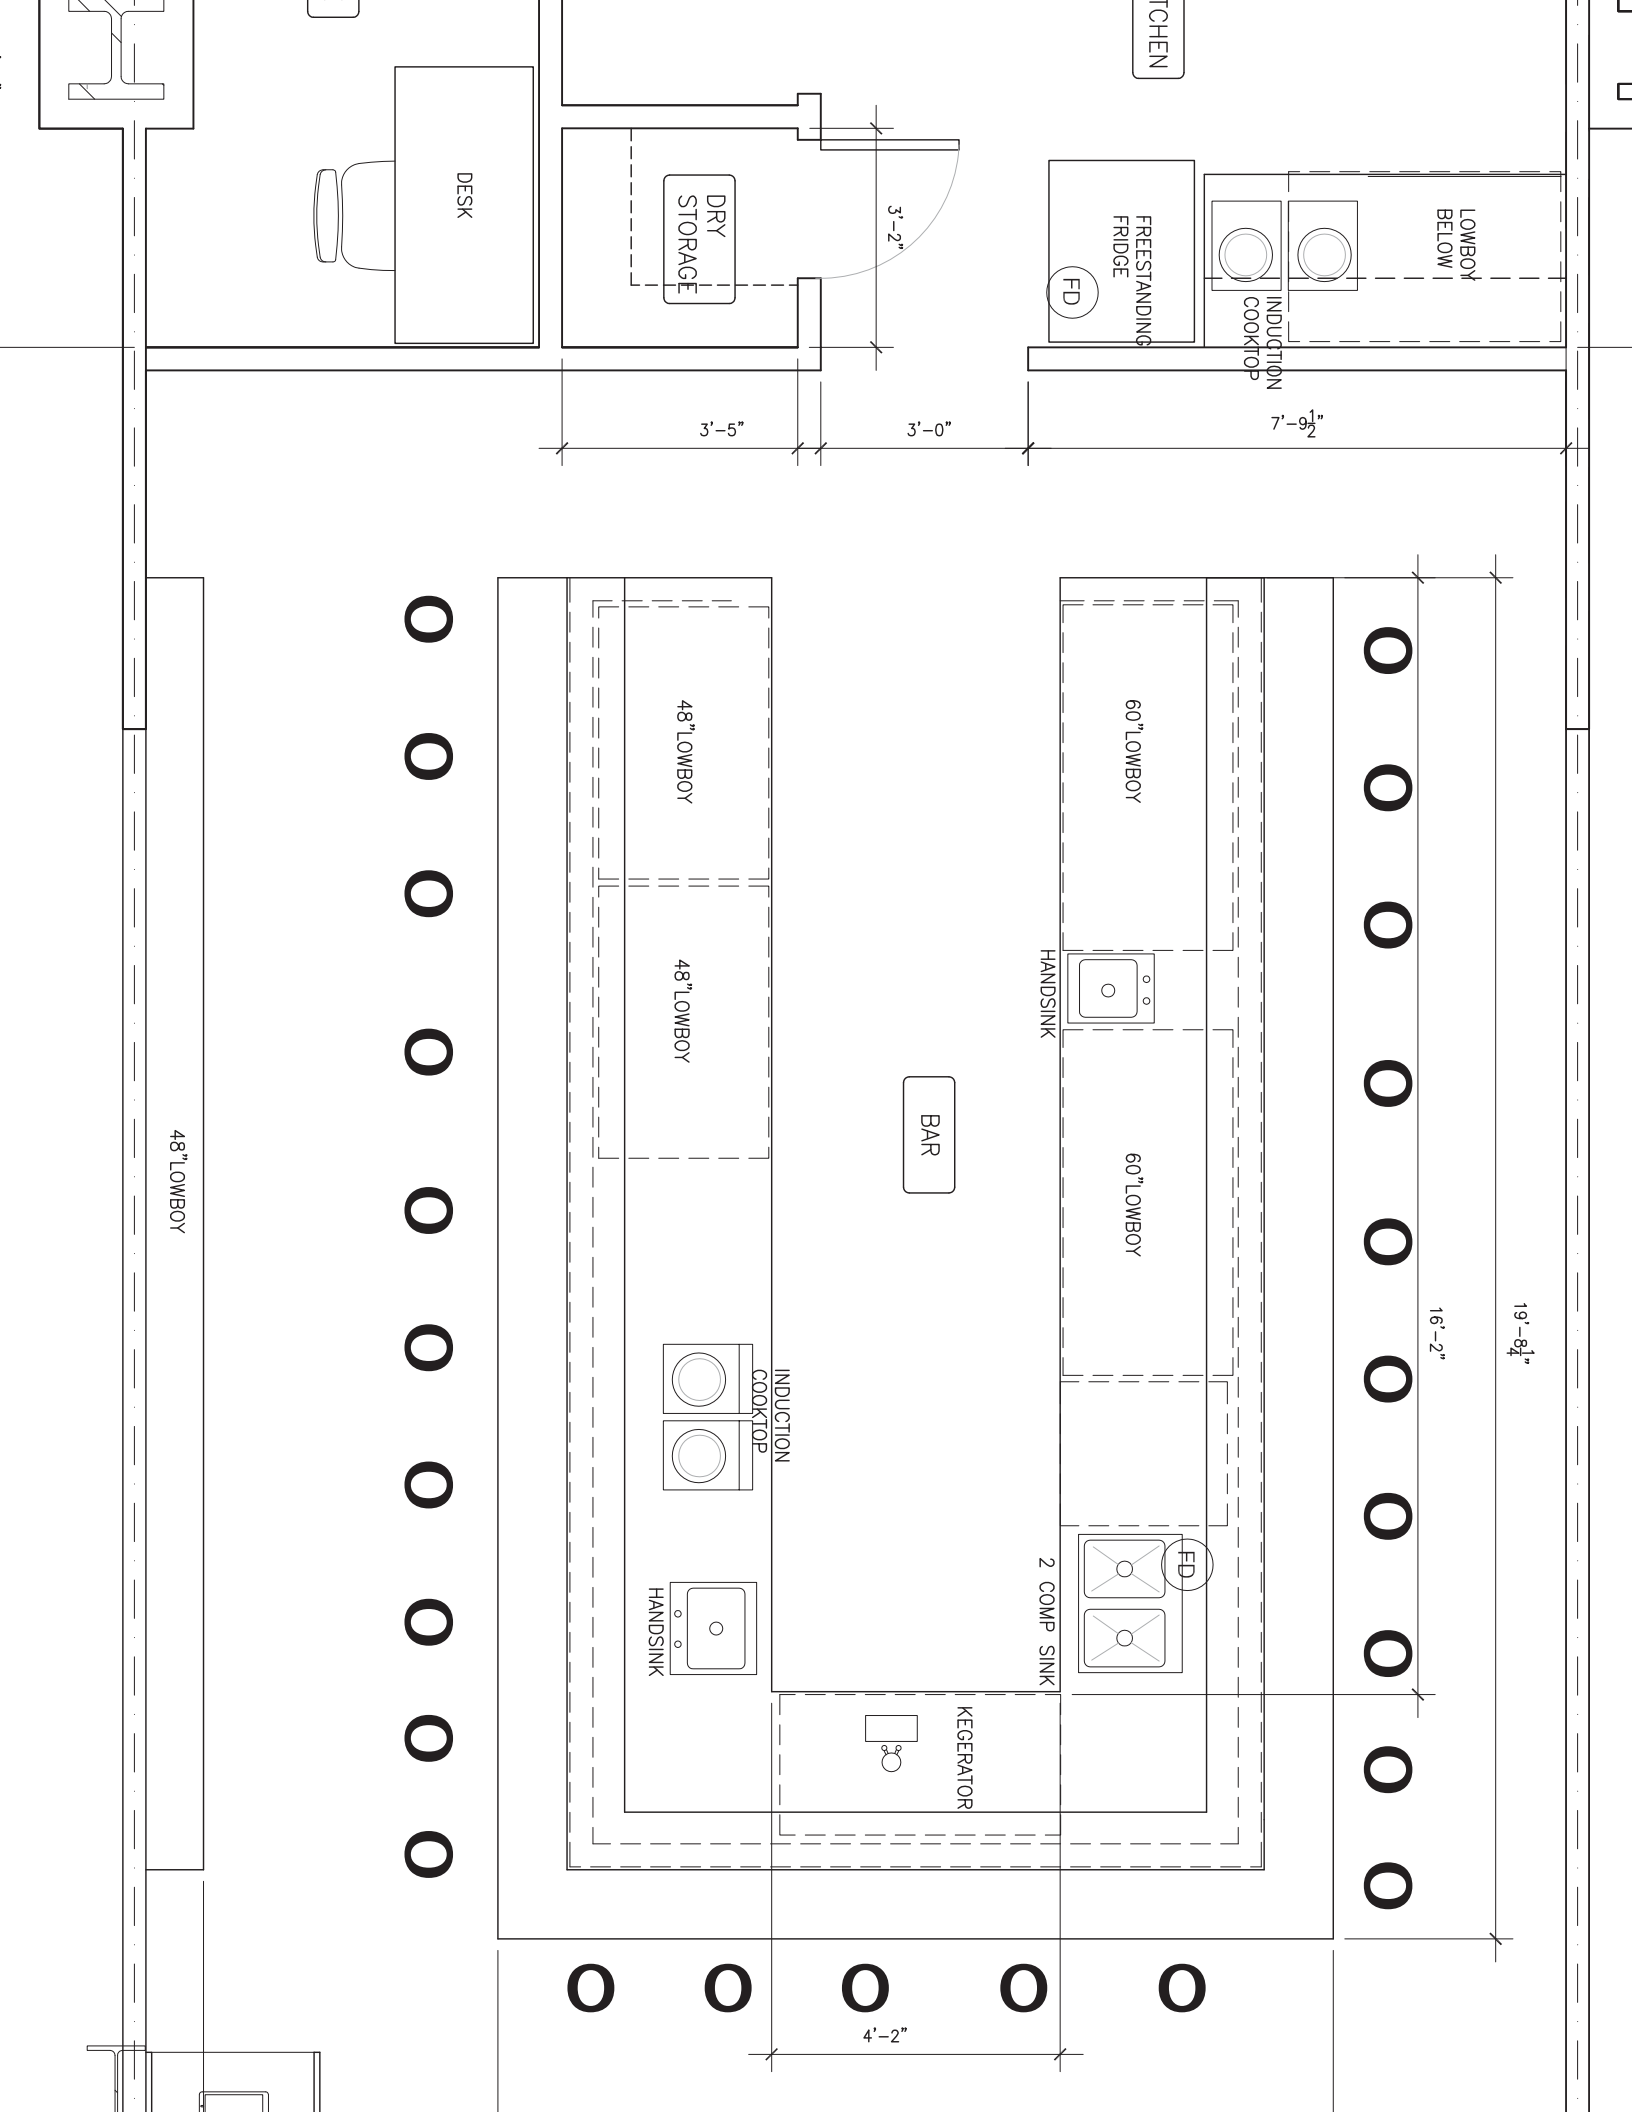 TCHEN
DESK
DRY
STORAGE
3'-2"
FREESTANDING
FRIDGE
FD
LOWBOY
BELOW
INDUCTION
COOKTOP
3'-5"
3'-0"
7'-9½"
O
O
O
O
O
O
O
O
O
O
48"LOWBOY
48"LOWBOY
48"LOWBOY
INDUCTION
COOKTOP
HANDSINK
BAR
60"LOWBOY
HANDSINK
60"LOWBOY
2 COMP SINK
FD
KEGERATOR
O
O
O
O
O
O
O
O
O
O
16'-2"
19'-8¼"
O
O
O
O
O
4'-2"